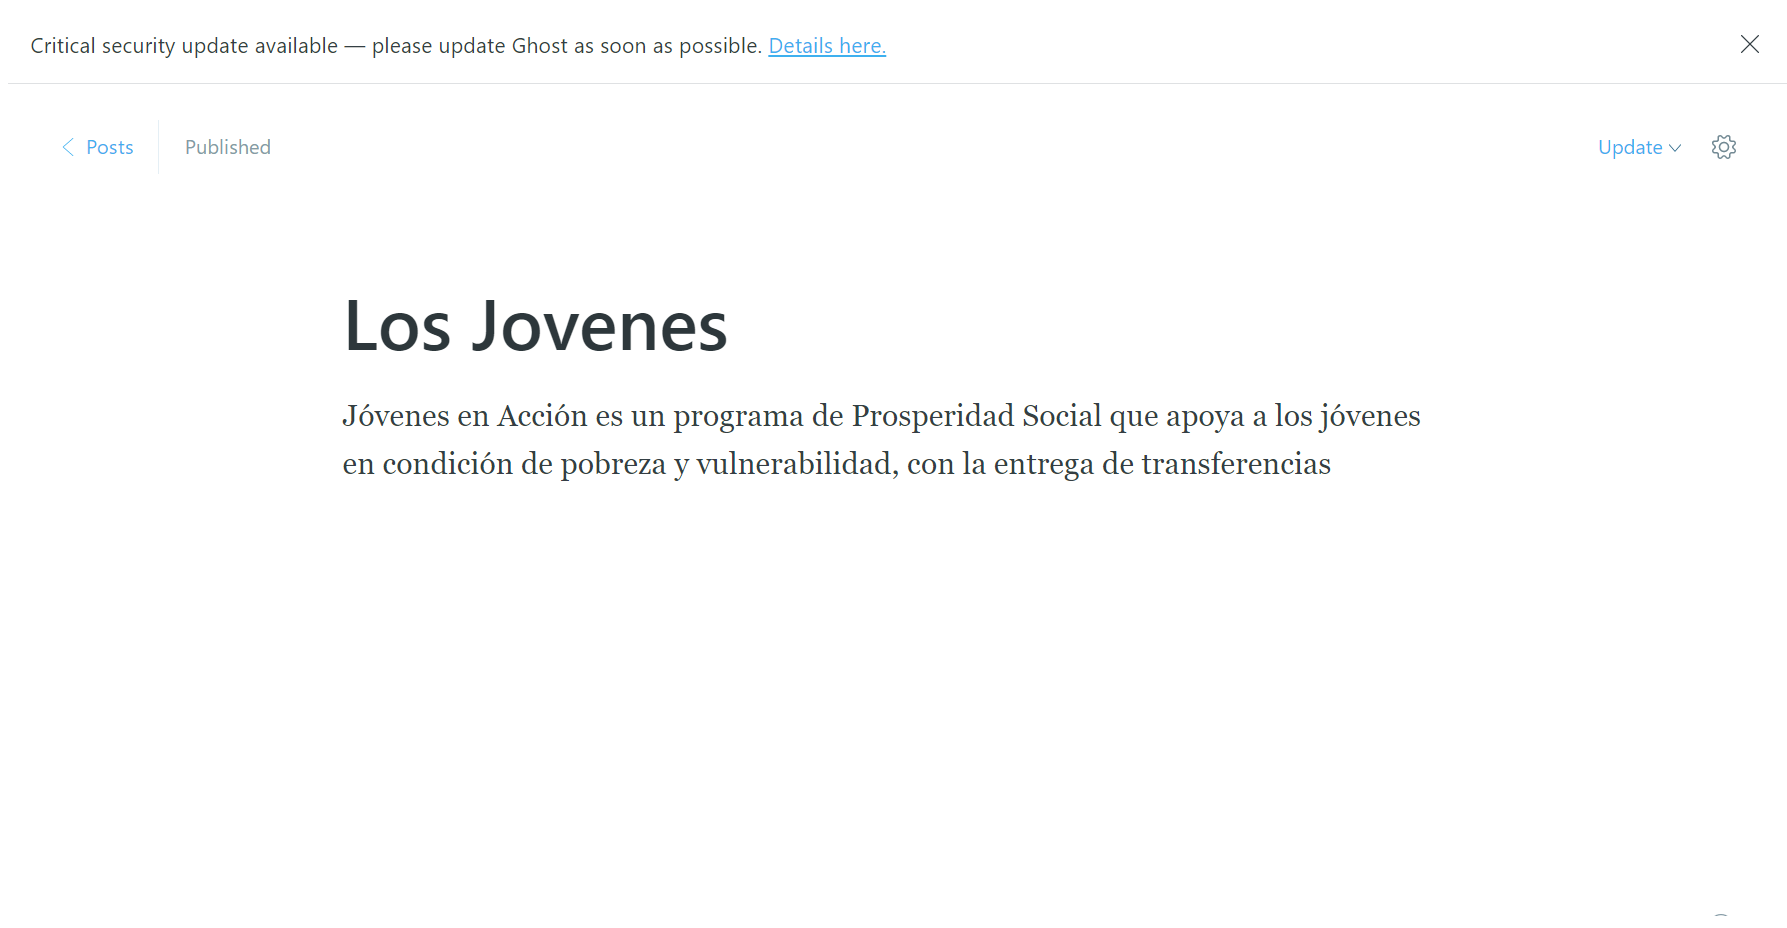 Critical security update available — please update Ghost as soon as possible. Details here.
Posts
Published
Update
Los Jovenes
Jóvenes en Acción es un programa de Prosperidad Social que apoya a los jóvenes
en condición de pobreza y vulnerabilidad, con la entrega de transferencias